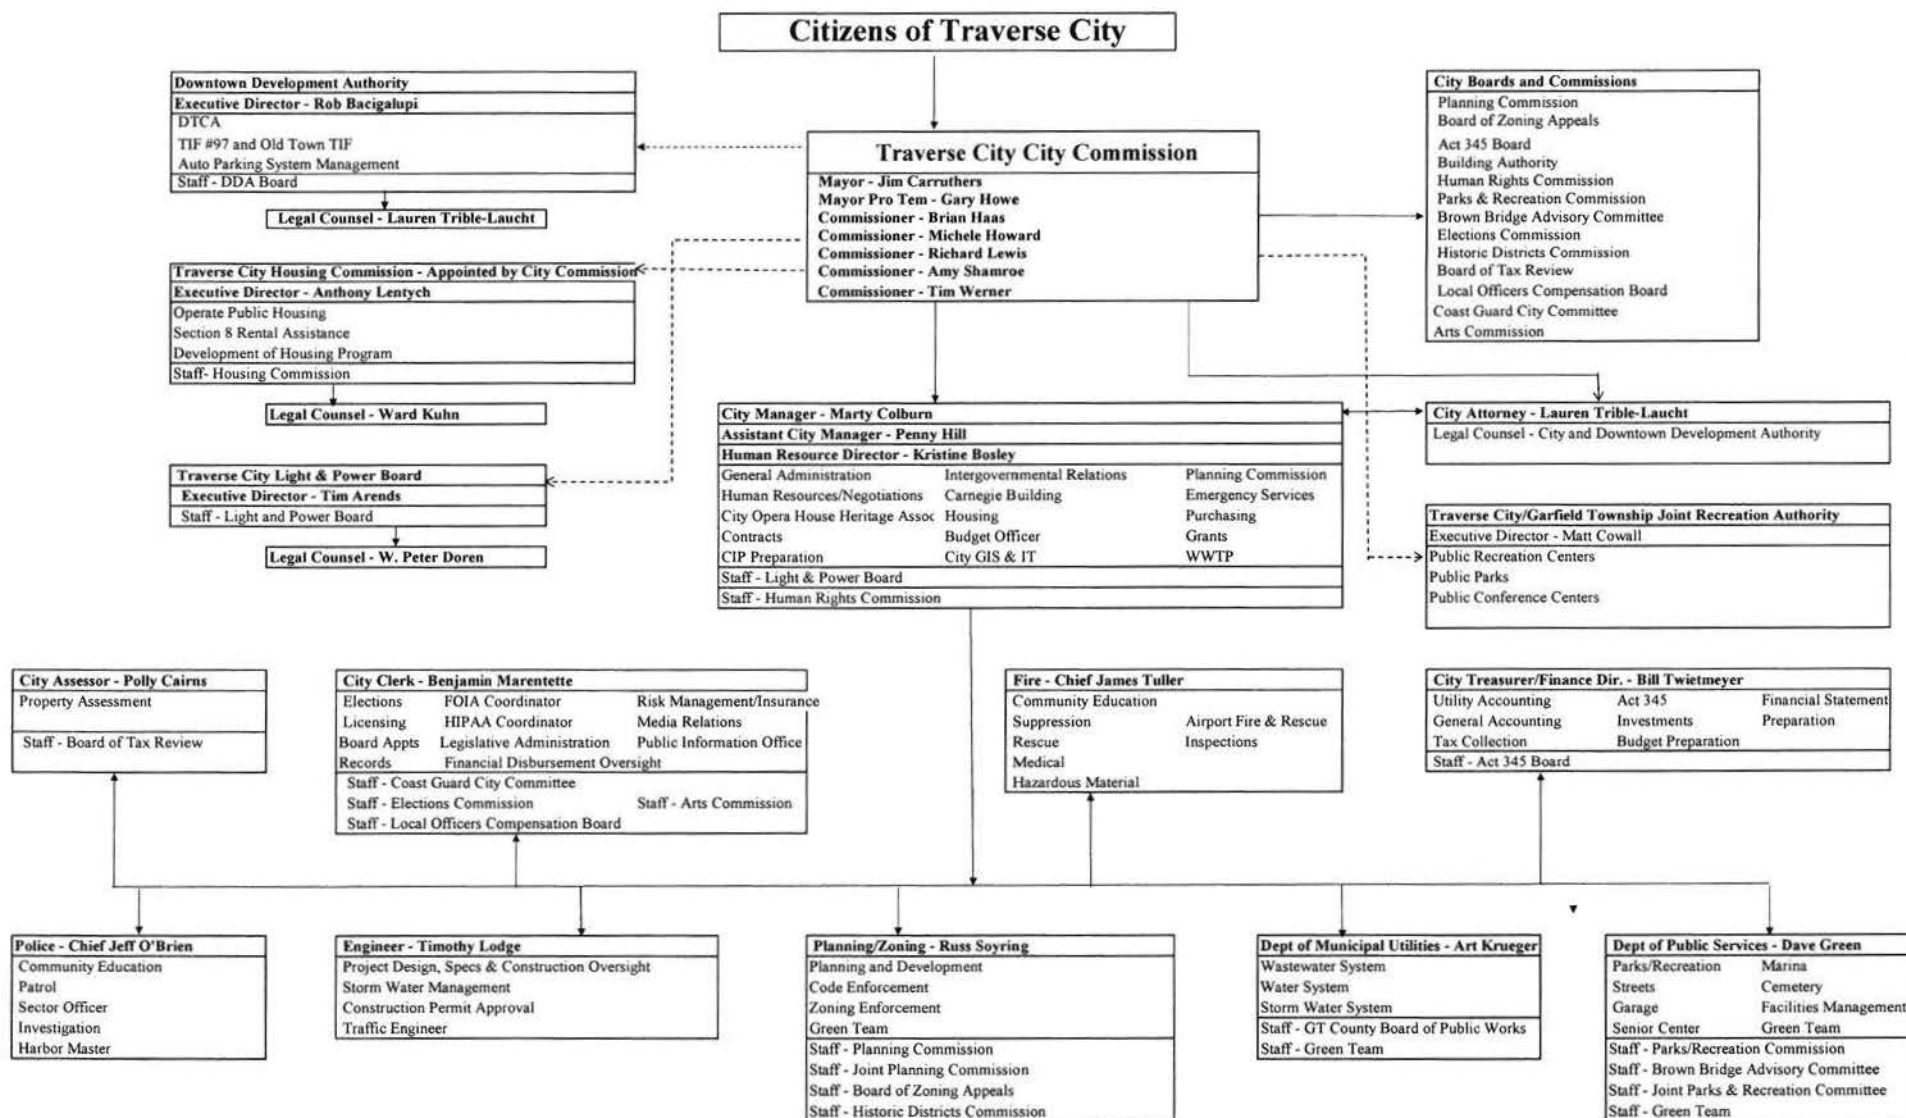 Citizens of Traverse City
Downtown Development Authority
Executive Director - Rob Bacigalupi
DTCA
TIF #97 and Old Town TIF
Auto Parking System Management
Staff - DDA Board
Legal Counsel - Lauren Trible-Laucht
Traverse City Housing Commission - Appointed by City Commission
Executive Director - Anthony Lentych
Operate Public Housing
Section 8 Rental Assistance
Development of Housing Program
Staff- Housing Commission
Legal Counsel - Ward Kuhn
Traverse City Light & Power Board
Executive Director - Tim Arends
Staff - Light and Power Board
Legal Counsel - W. Peter Doren
Traverse City City Commission
Mayor - Jim Carruthers
Mayor Pro Tem - Gary Howe
Commissioner - Brian Haas
Commissioner - Michele Howard
Commissioner - Richard Lewis
Commissioner - Amy Shamroe
Commissioner - Tim Werner
City Boards and Commissions
Planning Commission
Board of Zoning Appeals
Act 345 Board
Building Authority
Human Rights Commission
Parks & Recreation Commission
Brown Bridge Advisory Committee
Elections Commission
Historic Districts Commission
Board of Tax Review
Local Officers Compensation Board
Coast Guard City Committee
Arts Commission
City Manager - Marty Colburn
Assistant City Manager - Penny Hill
Human Resource Director - Kristine Bosley
General Administration Intergovernmental Relations Planning Commission
Human Resources/Negotiations Carnegie Building Emergency Services
City Opera House Heritage Assoc Housing Purchasing
Contracts Budget Officer Grants
CIP Preparation City GIS & IT WWTP
Staff - Light & Power Board
Staff - Human Rights Commission
City Attorney - Lauren Trible-Laucht
Legal Counsel - City and Downtown Development Authority
Traverse City/Garfield Township Joint Recreation Authority
Executive Director - Matt Cowall
Public Recreation Centers
Public Parks
Public Conference Centers
City Assessor - Polly Cairns
Property Assessment
Staff - Board of Tax Review
City Clerk - Benjamin Marentette
Elections FOIA Coordinator Risk Management/Insurance
Licensing HIPAA Coordinator Media Relations
Board Appts Legislative Administration Public Information Office
Records Financial Disbursement Oversight
Staff - Coast Guard City Committee
Staff - Elections Commission Staff - Arts Commission
Staff - Local Officers Compensation Board
Fire - Chief James Tuller
Community Education
Suppression Airport Fire & Rescue
Rescue Inspections
Medical
Hazardous Material
City Treasurer/Finance Dir. - Bill Twietmeyer
Utility Accounting Act 345 Financial Statement
General Accounting Investments Preparation
Tax Collection Budget Preparation
Staff - Act 345 Board
Police - Chief Jeff O'Brien
Community Education
Patrol
Sector Officer
Investigation
Harbor Master
Engineer - Timothy Lodge
Project Design, Specs & Construction Oversight
Storm Water Management
Construction Permit Approval
Traffic Engineer
Planning/Zoning - Russ Soyring
Planning and Development
Code Enforcement
Zoning Enforcement
Green Team
Staff - Planning Commission
Staff - Joint Planning Commission
Staff - Board of Zoning Appeals
Staff - Historic Districts Commission
Dept of Municipal Utilities - Art Krueger
Wastewater System
Water System
Storm Water System
Staff - GT County Board of Public Works
Staff - Green Team
Dept of Public Services - Dave Green
Parks/Recreation Marina
Streets Cemetery
Garage Facilities Management
Senior Center Green Team
Staff - Parks/Recreation Commission
Staff - Brown Bridge Advisory Committee
Staff - Joint Parks & Recreation Committee
Staff - Green Team